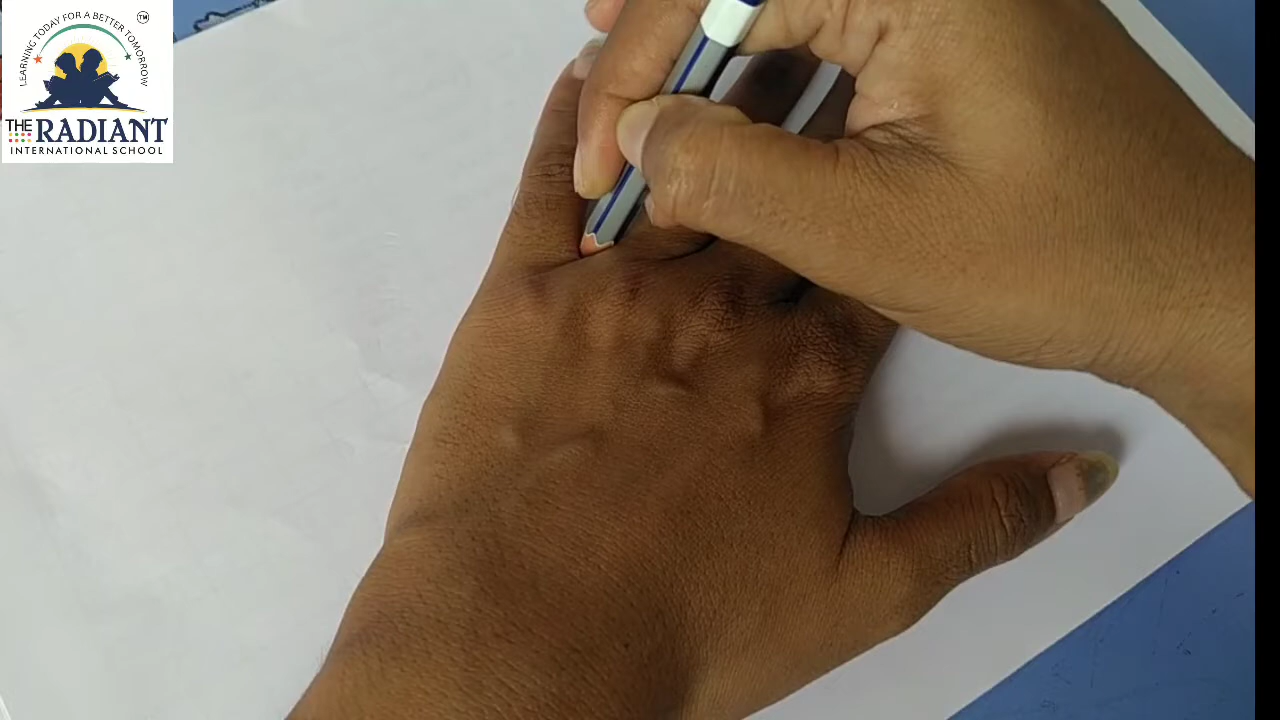 LEARNING TODAY FOR A BETTER TOMORROW
TM
THE RADIANT
INTERNATIONAL SCHOOL